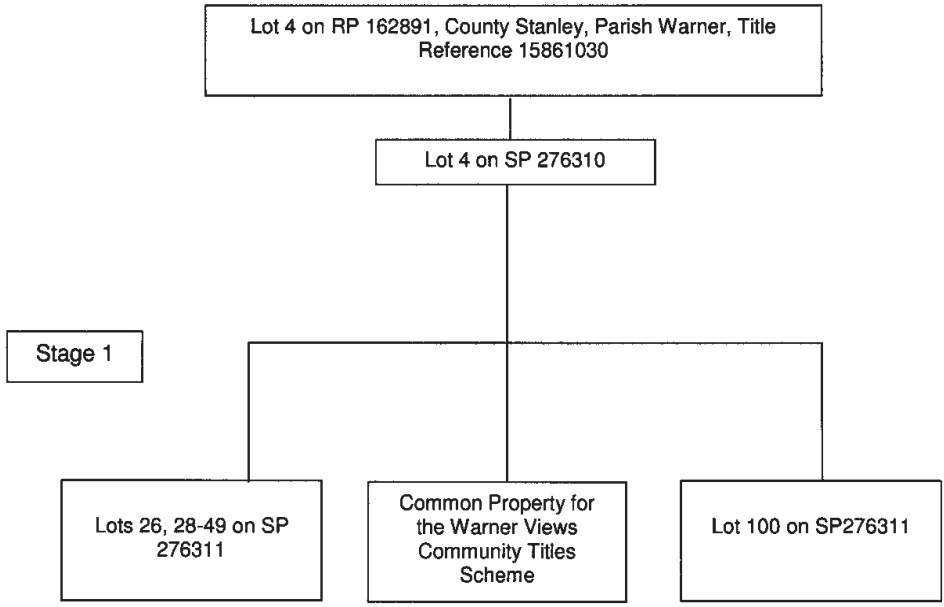 Lot 4 on RP 162891, County Stanley, Parish Warner, Title
Reference 15861030
Lot 4 on SP 276310
Stage 1
Lots 26, 28-49 on SP
276311
Common Property for
the Warner Views
Community Titles
Scheme
Lot 100 on SP276311